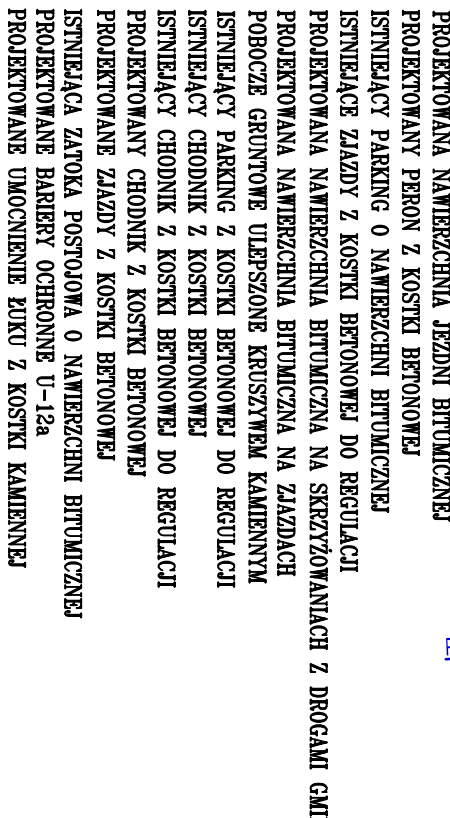 PROJEKTOWANA NAWIERZCHNIA JEZDNI BITUMICZNEJ
PROJEKTOWANY PERON Z KOSTKI BETONOWEJ
ISTNIEJĄCY PARKING O NAWIERZCHNI BITUMICZNEJ
ISTNIEJĄCE ZJAZDY Z KOSTKI BETONOWEJ DO REGULACJI
PROJEKTOWANA NAWIERZCHNIA BITUMICZNA NA SKRZYŻOWANIACH Z DROGAMI GMI
PROJEKTOWANA NAWIERZCHNIA BITUMICZNA NA ZJAZDACH
POBOCZE GRUNTOWE ULEPSZONE KRUSZYWEM KAMIENNYM
ISTNIEJĄCY PARKING Z KOSTKI BETONOWEJ DO REGULACJI
ISTNIEJĄCY CHODNIK Z KOSTKI BETONOWEJ
ISTNIEJĄCY CHODNIK Z KOSTKI BETONOWEJ DO REGULACJI
PROJEKTOWANY CHODNIK Z KOSTKI BETONOWEJ
PROJEKTOWANE ZJAZDY Z KOSTKI BETONOWEJ
ISTNIEJĄCA ZATOKA POSTOJOWA O NAWIERZCHNI BITUMICZNEJ
PROJEKTOWANE BARIERY OCHRONNE U-12a
PROJEKTOWANE UMOCNIENIE ŁUKU Z KOSTKI KAMIENNEJ